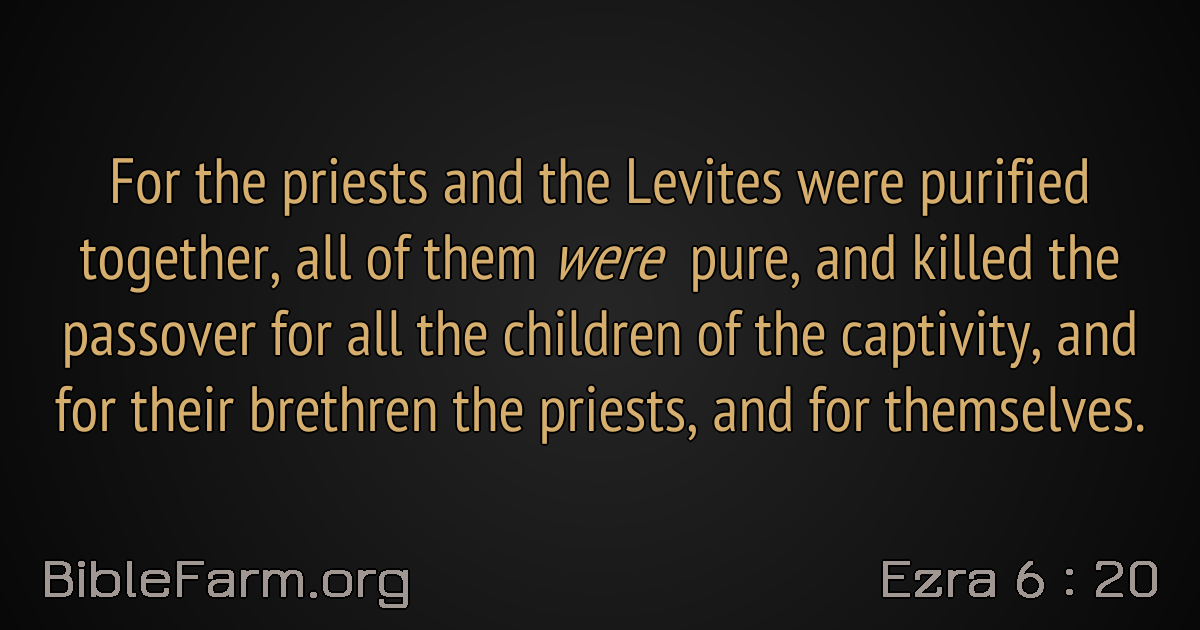 For the priests and the Levites were purified
together, all of them were pure, and killed the
passover for all the children of the captivity, and
for their brethren the priests, and for themselves.
BibleFarm.org
Ezra 6 : 20